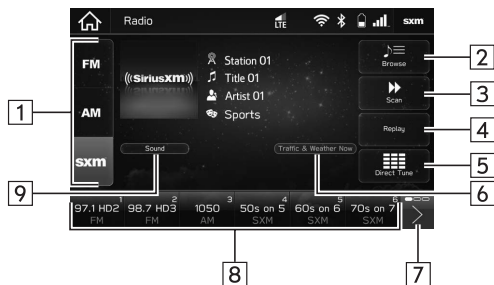 Radio LTE sxm
FM
AM
sxm
((SiriusXM))
Station 01
Title 01
Artist 01
Sports
Browse
Scan
Replay
Direct Tune
Sound
Traffic & Weather Now
1 2 3 4 5 6
97.1 HD2 98.7 HD3 1050 50s on 5 60s on 6 70s on 7
FM FM AM SXM SXM SXM
1
2
3
4
5
6
7
8
9